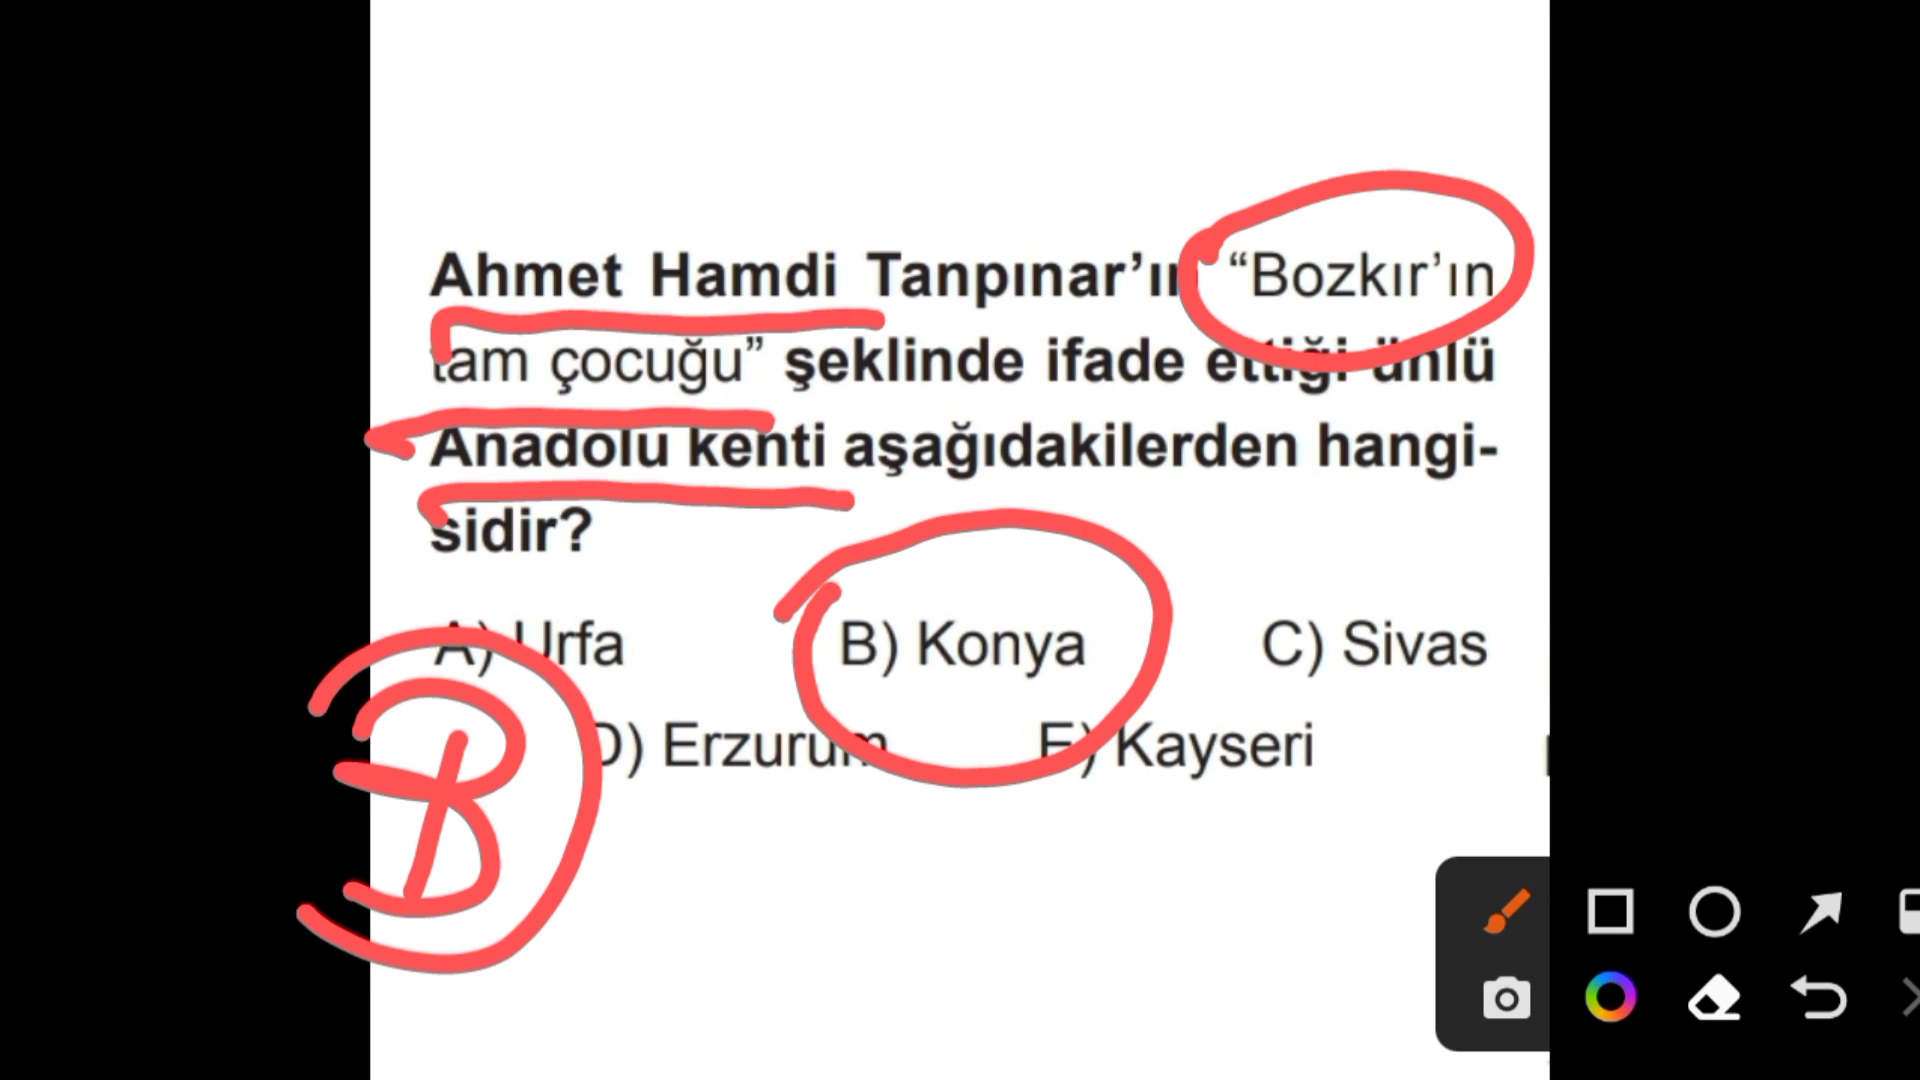 Ahmet Hamdi Tanpınar’ın “Bozkır’ın
tam çocuğu” şeklinde ifade ettiği ünlü
Anadolu kenti aşağıdakilerden hangi-
sidir?
A) Urfa B) Konya C) Sivas
D) Erzurum E) Kayseri
B